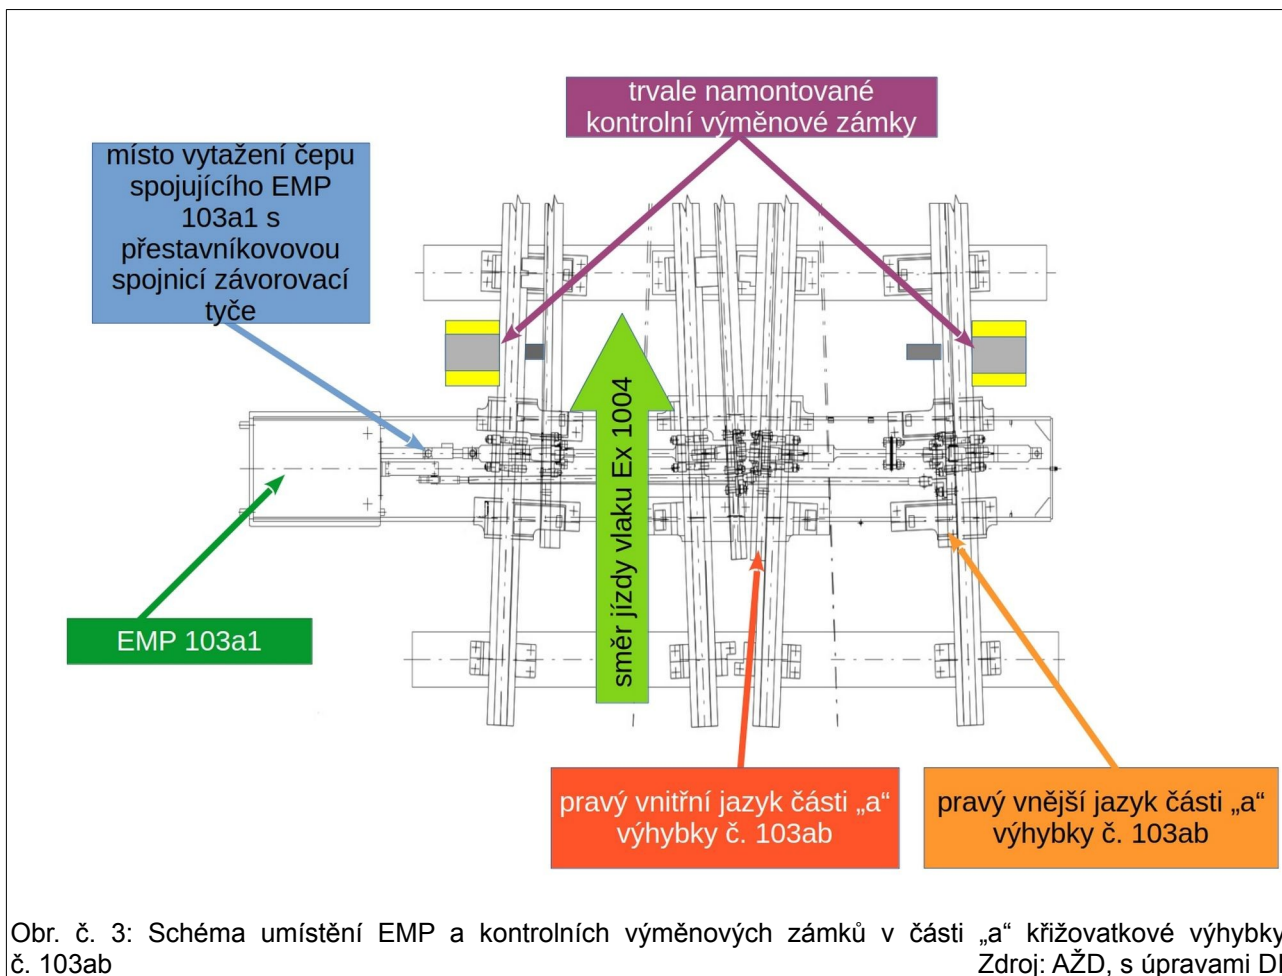 trvale namontované
kontrolní výměnové zámky
místo vytažení čepu
spojujícího EMP
103a1 s
přestavníkovovou
spojnicí závorovací
tyče
směr jízdy vlaku Ex 1004
EMP 103a1
pravý vnitřní jazyk části „a“
výhybky č. 103ab
pravý vnější jazyk části „a“
výhybky č. 103ab
Obr. č. 3: Schéma umístění EMP a kontrolních výměnových zámků v části „a“ křižovatkové výhybky
č. 103ab Zdroj: AŽD, s úpravami DI